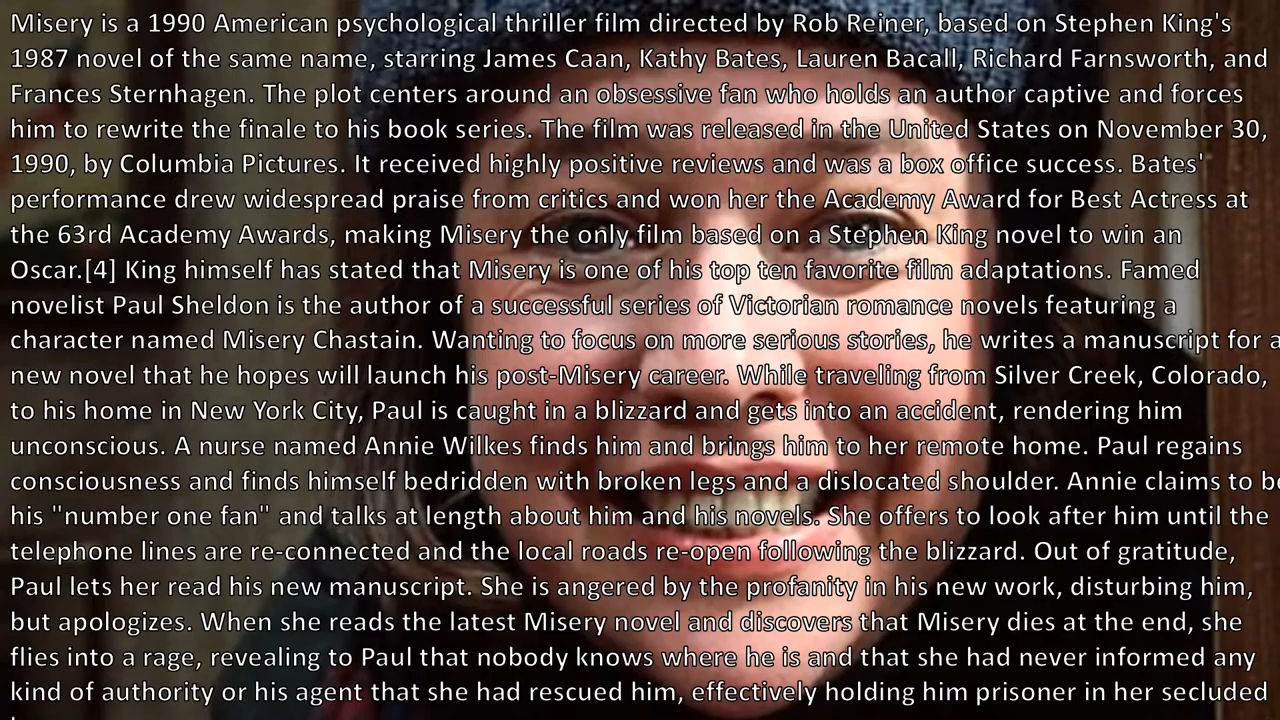 Misery is a 1990 American psychological thriller film directed by Rob Reiner, based on Stephen King's
1987 novel of the same name, starring James Caan, Kathy Bates, Lauren Bacall, Richard Farnsworth, and
Frances Sternhagen. The plot centers around an obsessive fan who holds an author captive and forces
him to rewrite the finale to his book series. The film was released in the United States on November 30,
1990, by Columbia Pictures. It received highly positive reviews and was a box office success. Bates'
performance drew widespread praise from critics and won her the Academy Award for Best Actress at
the 63rd Academy Awards, making Misery the only film based on a Stephen King novel to win an
Oscar.[4] King himself has stated that Misery is one of his top ten favorite film adaptations. Famed
novelist Paul Sheldon is the author of a successful series of Victorian romance novels featuring a
character named Misery Chastain. Wanting to focus on more serious stories, he writes a manuscript for a
new novel that he hopes will launch his post-Misery career. While traveling from Silver Creek, Colorado,
to his home in New York City, Paul is caught in a blizzard and gets into an accident, rendering him
unconscious. A nurse named Annie Wilkes finds him and brings him to her remote home. Paul regains
consciousness and finds himself bedridden with broken legs and a dislocated shoulder. Annie claims to be
his "number one fan" and talks at length about him and his novels. She offers to look after him until the
telephone lines are re-connected and the local roads re-open following the blizzard. Out of gratitude,
Paul lets her read his new manuscript. She is angered by the profanity in his new work, disturbing him,
but apologizes. When she reads the latest Misery novel and discovers that Misery dies at the end, she
flies into a rage, revealing to Paul that nobody knows where he is and that she had never informed any
kind of authority or his agent that she had rescued him, effectively holding him prisoner in her secluded